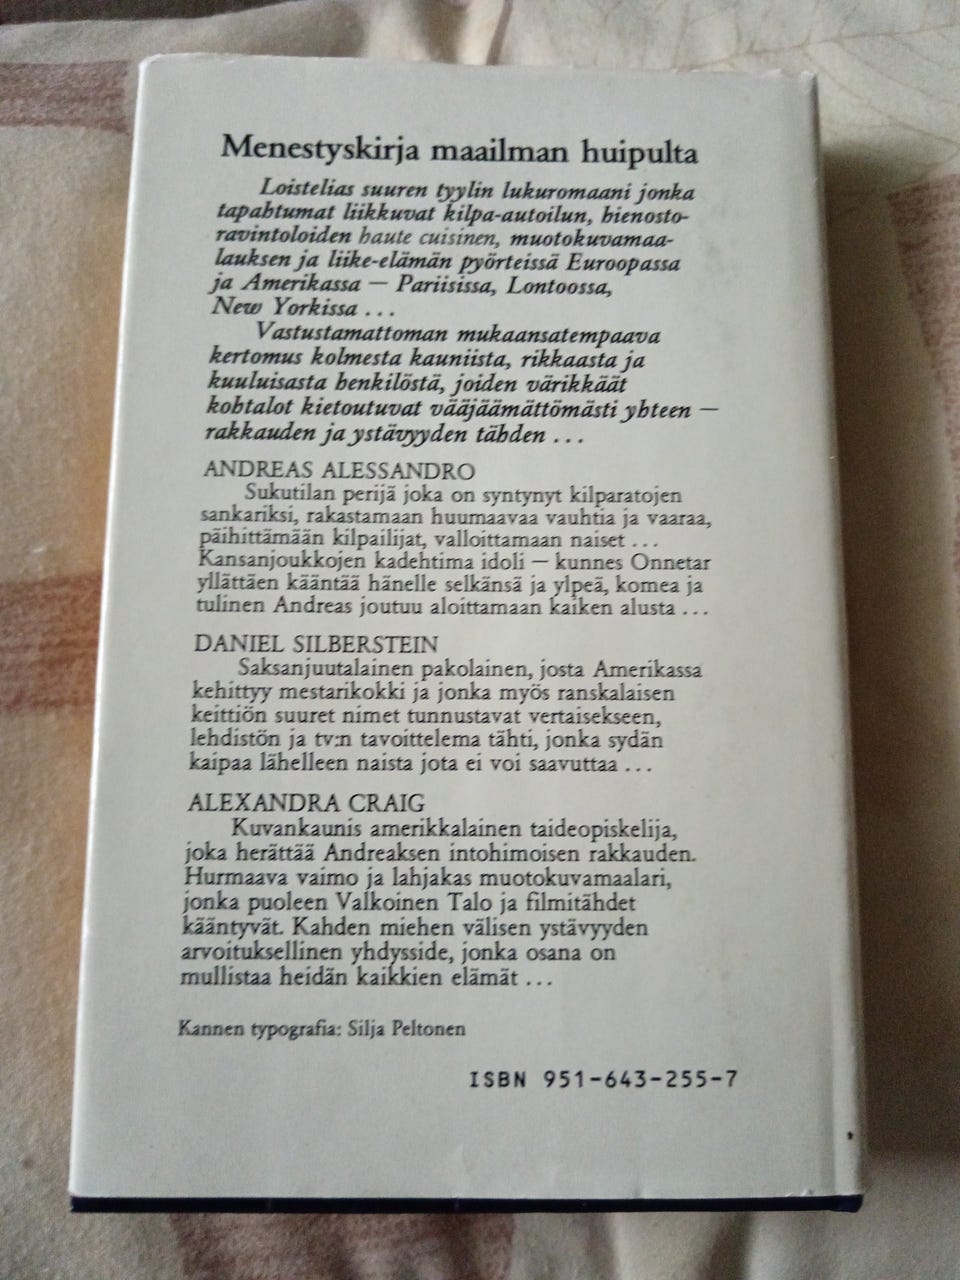 Menestyskirja maailman huipulta
Loistelias suuren tyylin lukuromaani jonka
tapahtumat liikkuvat kilpa-autoilun, hienosto-
ravintoloiden haute cuisinen, muotokuvamaa-
lauksen ja liike-elämän pyörteissä Euroopassa
ja Amerikassa — Pariisissa, Lontoossa,
New Yorkissa ...
Vastustamattoman mukaansatempaava
kertomus kolmesta kauniista, rikkaasta ja
kuuluisasta henkilöstä, joiden värikkäät
kohtalot kietoutuvat vääjäämättömästi yhteen —
rakkauden ja ystävyyden tähden ...
ANDREAS ALESSANDRO
Sukutilan perijä joka on syntynyt kilparatojen
sankariksi, rakastamaan huumaavaa vauhtia ja vaaraa,
päihittämään kilpailijat, valloittamaan naiset ...
Kansanjoukkojen kadehtima idoli — kunnes Onnetar
yllättäen kääntää hänelle selkänsä ja ylpeä, komea ja
tulinen Andreas joutuu aloittamaan kaiken alusta ...
DANIEL SILBERSTEIN
Saksanjuutalainen pakolainen, josta Amerikassa
kehittyy mestarikokki ja jonka myös ranskalaisen
keittiön suuret nimet tunnustavat vertaisekseen,
lehdistön ja tv:n tavoittelema tähti, jonka sydän
kaipaa lähelleen naista jota ei voi saavuttaa ...
ALEXANDRA CRAIG
Kuvankaunis amerikkalainen taideopiskelija,
joka herättää Andreaksen intohimoisen rakkauden.
Hurmaava vaimo ja lahjakas muotokuvamaalari,
jonka puoleen Valkoinen Talo ja filmitähdet
kääntyvät. Kahden miehen välisen ystävyyden
arvoituksellinen yhdysside, jonka osana on
mullistaa heidän kaikkien elämät ...
Kannen typografia: Silja Peltonen
ISBN 951-643-255-7